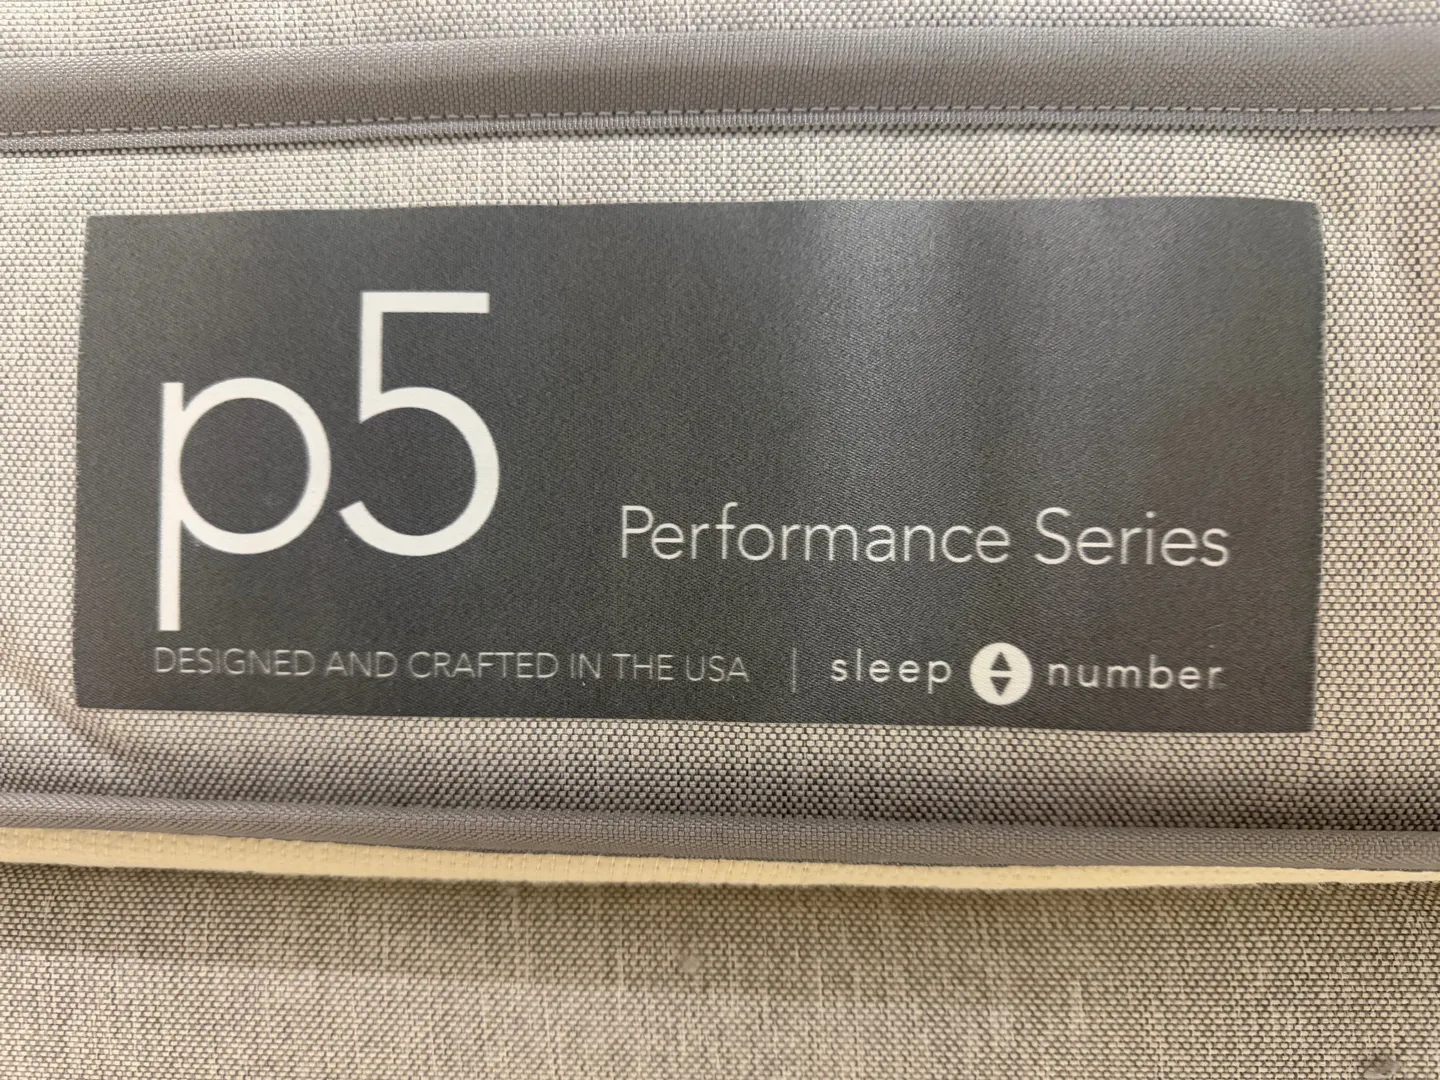 p5
Performance Series
DESIGNED AND CRAFTED IN THE USA | sleep number